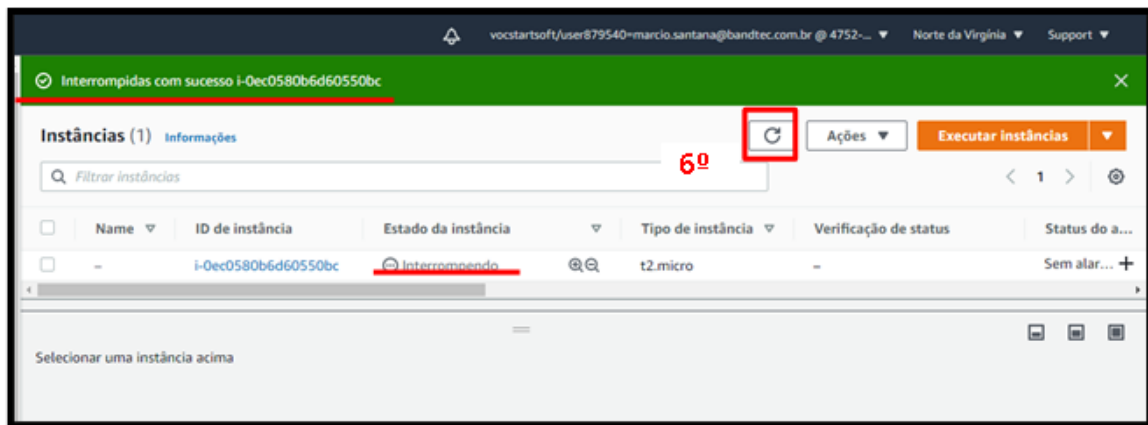 vocstartsoft/user879540=marcio.santana@bandtec.com.br @ 4752-... Norte da Virgínia Support
Interrompidas com sucesso i-0ec0580b6d60550bc
Instâncias (1) Informações Ações Executar instâncias
6º
Filtrar instâncias 1
Name ID de instância Estado da instância Tipo de instância Verificação de status Status do a...
– i-0ec0580b6d60550bc Interrompendo t2.micro – Sem alar... +
Selecionar uma instância acima